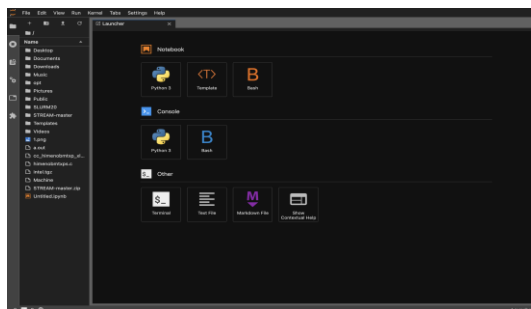 File Edit View Run Kernel Tabs Settings Help
Launcher
/
Name
Desktop
Documents
Downloads
Music
opt
Pictures
Public
SLURM20
STREAM-master
Templates
Videos
1.png
a.out
Machine
STREAM-master.zip
Untitled.ipynb
Notebook
Python 3
<T>
Template
B
Bash
Console
Python 3
B
Bash
$_
Other
$_
Terminal
Text File
M
Markdown File
Show
Contextual Help